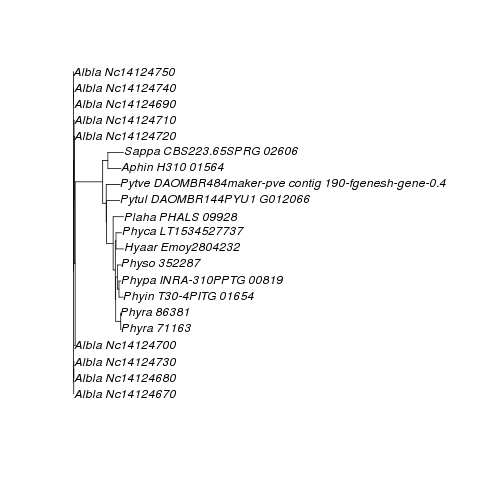 Albla Nc14124750
Albla Nc14124740
Albla Nc14124690
Albla Nc14124710
Albla Nc14124720
Sappa CBS223.65SPRG 02606
Aphin H310 01564
Pytve DAOMBR484maker-pve contig 190-fgenesh-gene-0.4
Pytul DAOMBR144PYU1 G012066
Plaha PHALS 09928
Phyca LT1534527737
Hyaar Emoy2804232
Physo 352287
Phypa INRA-310PPTG 00819
Phyin T30-4PITG 01654
Phyra 86381
Phyra 71163
Albla Nc14124700
Albla Nc14124730
Albla Nc14124680
Albla Nc14124670